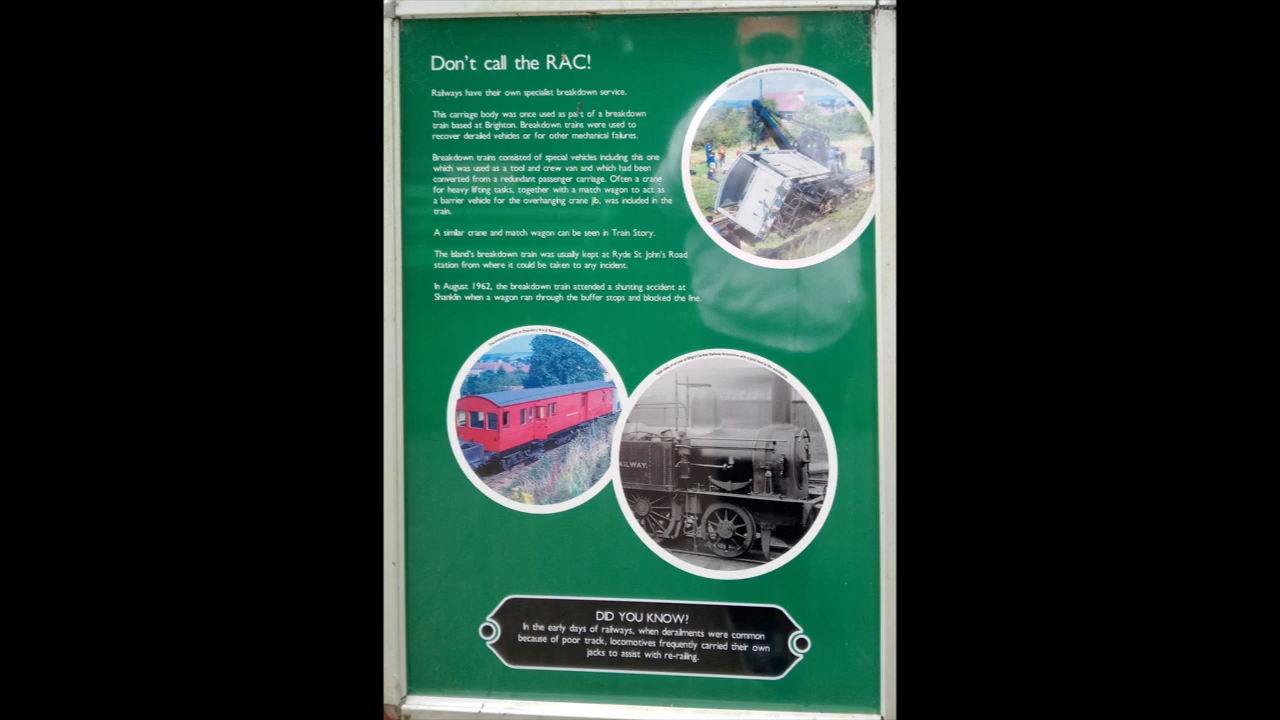 Don't call the RAC!
Railways have their own specialist breakdown service.
This carriage body was once used as part of a breakdown
train based at Brighton. Breakdown trains were used to
recover derailed vehicles or for other mechanical failures.
Breakdown trains consisted of special vehicles including this one
which was used as a tool and crew van and which had been
converted from a redundant passenger carriage. Often a crane
for heavy lifting tasks, together with a match wagon to act as
a barrier vehicle for the overhanging crane jib, was included in the
train.
A similar crane and match wagon can be seen in Train Story.
The Island's breakdown train was usually kept at Ryde St John's Road
station from where it could be taken to any incident.
In August 1962, the breakdown train attended a shunting accident at
Shanklin when a wagon ran through the buffer stops and blocked the line.
AILWAY.
DID YOU KNOW?
In the early days of railways, when derailments were common
because of poor track, locomotives frequently carried their own
jacks to assist with re-railing.